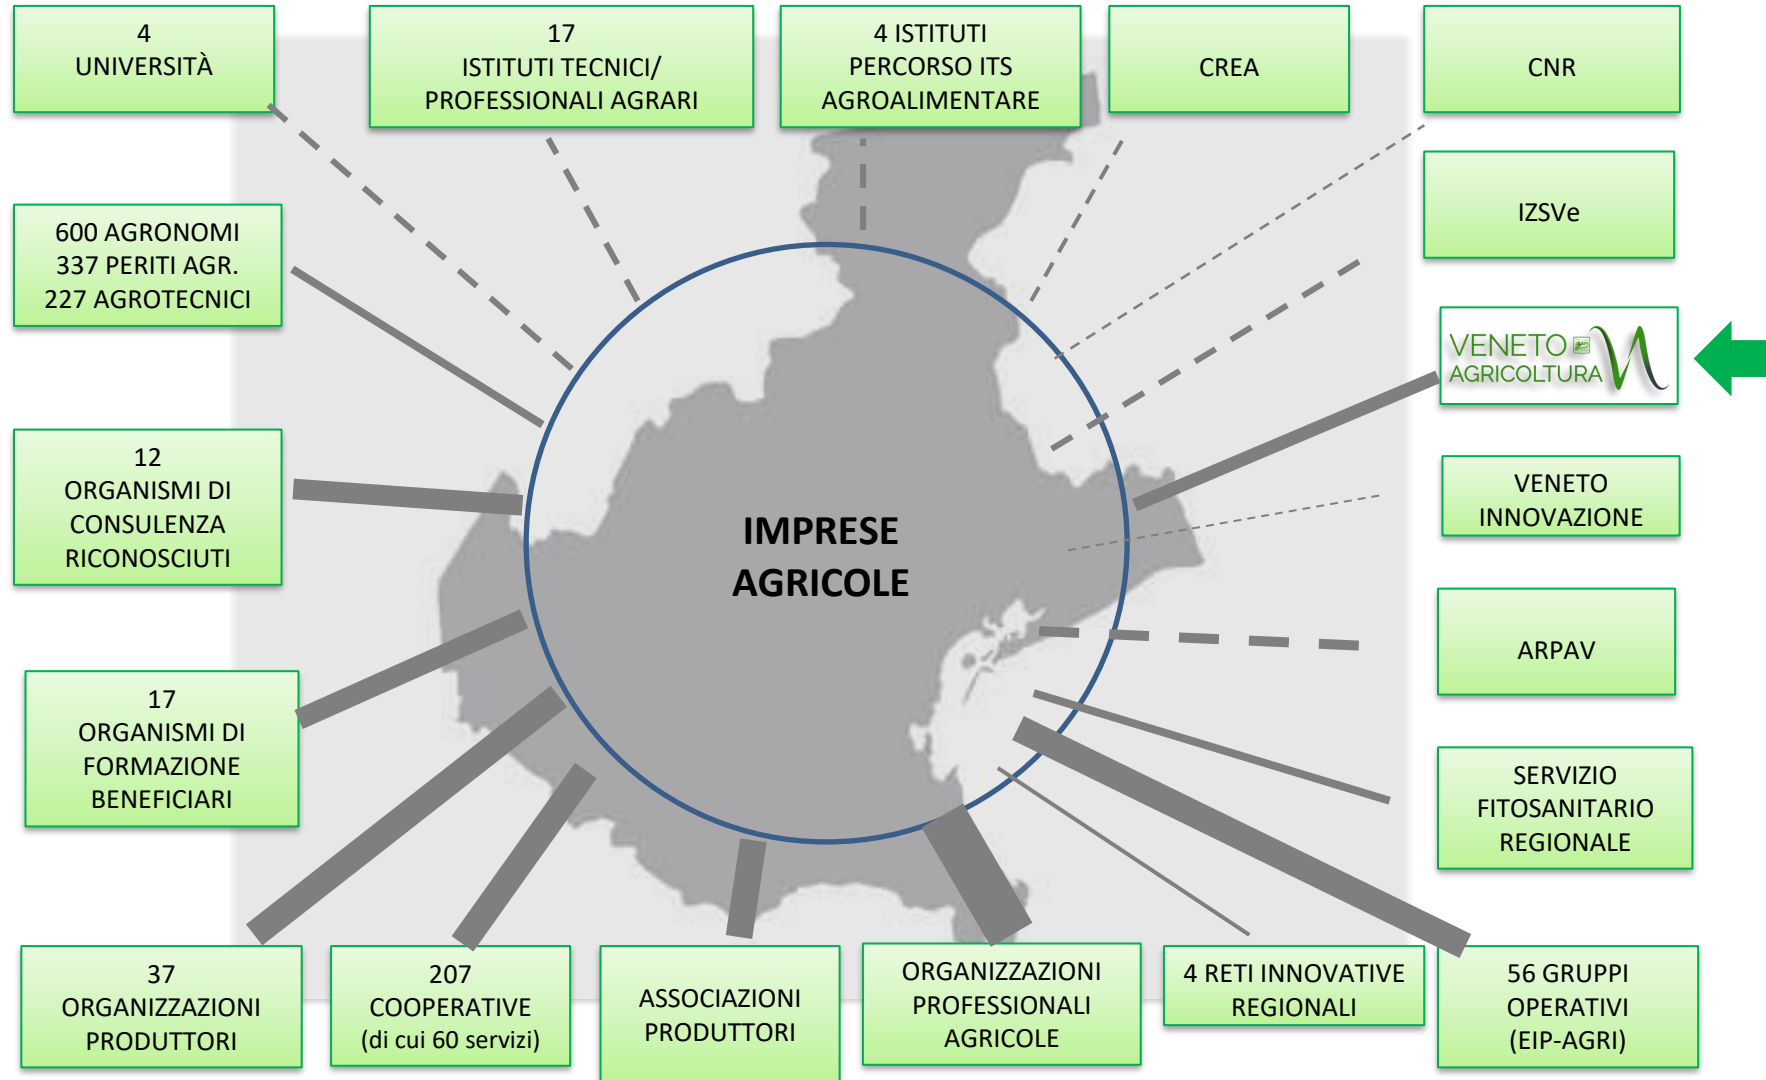 4
UNIVERSITÀ
17
ISTITUTI TECNICI/
PROFESSIONALI AGRARI
4 ISTITUTI
PERCORSO ITS
AGROALIMENTARE
CREA
CNR
600 AGRONOMI
337 PERITI AGR.
227 AGROTECNICI
IZSVe
VENETO
AGRICOLTURA
12
ORGANISMI DI
CONSULENZA
RICONOSCIUTI
IMPRESE
AGRICOLE
VENETO
INNOVAZIONE
17
ORGANISMI DI
FORMAZIONE
BENEFICIARI
ARPAV
SERVIZIO
FITOSANITARIO
REGIONALE
37
ORGANIZZAZIONI
PRODUTTORI
207
COOPERATIVE
(di cui 60 servizi)
ASSOCIAZIONI
PRODUTTORI
ORGANIZZAZIONI
PROFESSIONALI
AGRICOLE
4 RETI INNOVATIVE
REGIONALI
56 GRUPPI
OPERATIVI
(EIP-AGRI)